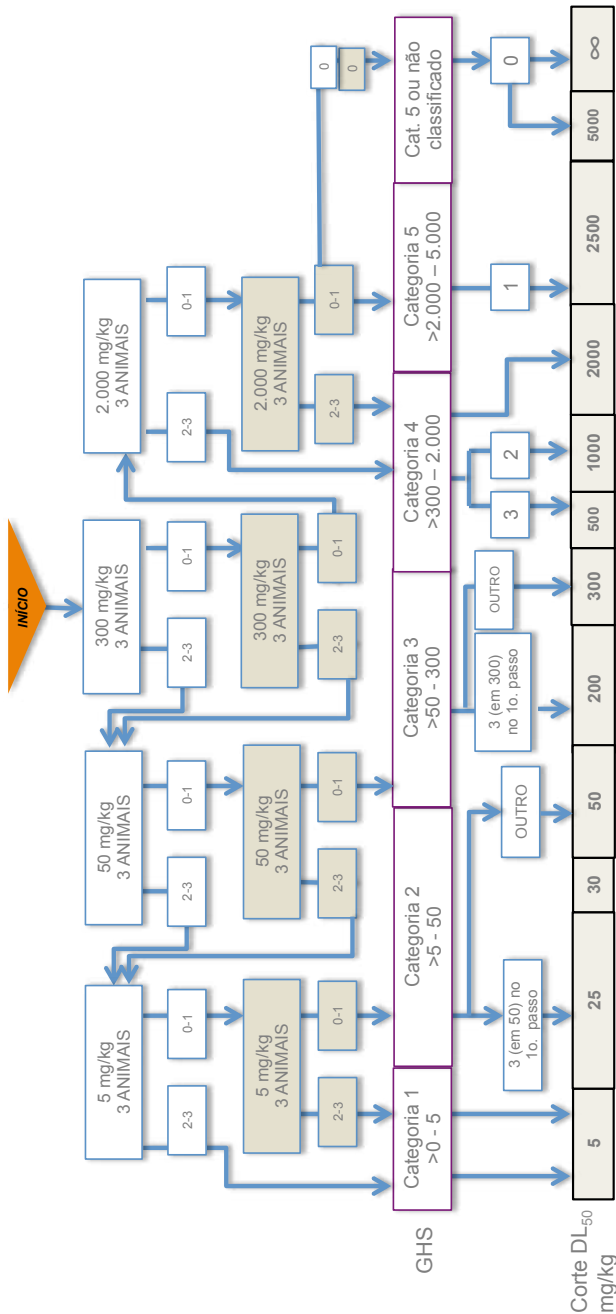 INÍCIO
5 mg/kg
3 ANIMAIS
50 mg/kg
3 ANIMAIS
300 mg/kg
3 ANIMAIS
2.000 mg/kg
3 ANIMAIS
2-3
0-1
2-3
0-1
2-3
0-1
2-3
0-1
5 mg/kg
3 ANIMAIS
50 mg/kg
3 ANIMAIS
300 mg/kg
3 ANIMAIS
2.000 mg/kg
3 ANIMAIS
2-3
0-1
2-3
0-1
2-3
0-1
2-3
0-1
0
0
GHS
Categoria 1
>0 - 5
Categoria 2
>5 - 50
Categoria 3
>50 - 300
Categoria 4
>300 – 2.000
Categoria 5
>2.000 – 5.000
Cat. 5 ou não
classificado
3 (em 50) no
1o. passo
OUTRO
3 (em 300)
no 1o. passo
OUTRO
3
2
1
0
Corte DL50
mg/kg
5
25
30
50
200
300
500
1000
2000
2500
5000
∞